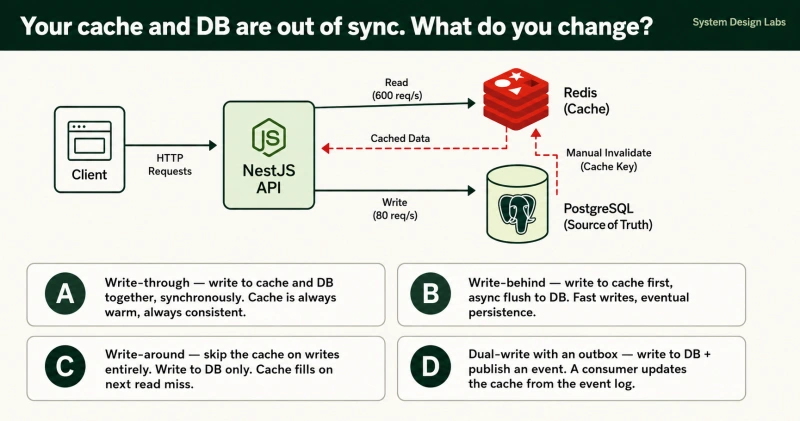 Your cache and DB are out of sync. What do you change?
System Design Labs
Client
HTTP
Requests
JS
NestJS
API
Read
(600 req/s)
Cached Data
Write
(80 req/s)
Redis
(Cache)
Manual Invalidate
(Cache Key)
PostgreSQL
(Source of Truth)
A
Write-through — write to cache and DB
together, synchronously. Cache is always
warm, always consistent.
B
Write-behind — write to cache first,
async flush to DB. Fast writes, eventual
persistence.
C
Write-around — skip the cache on writes
entirely. Write to DB only. Cache fills on
next read miss.
D
Dual-write with an outbox — write to DB +
publish an event. A consumer updates
the cache from the event log.